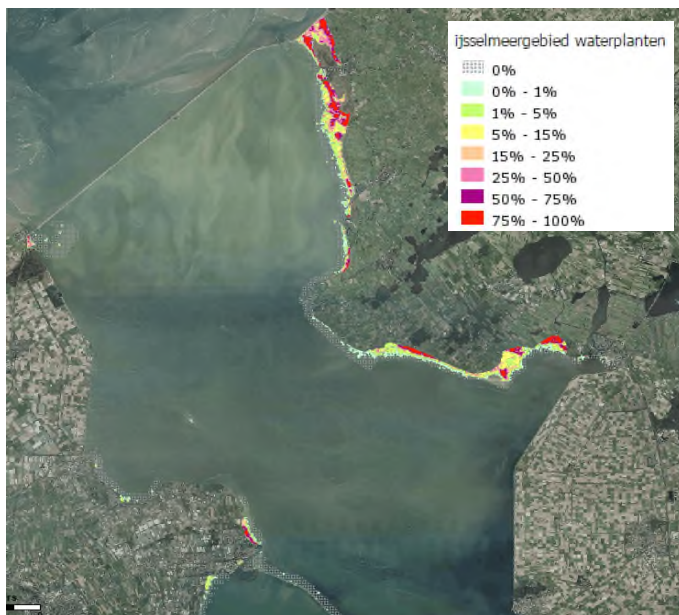 ijsselmeergebied waterplanten
0%
0% - 1%
1% - 5%
5% - 15%
15% - 25%
25% - 50%
50% - 75%
75% - 100%